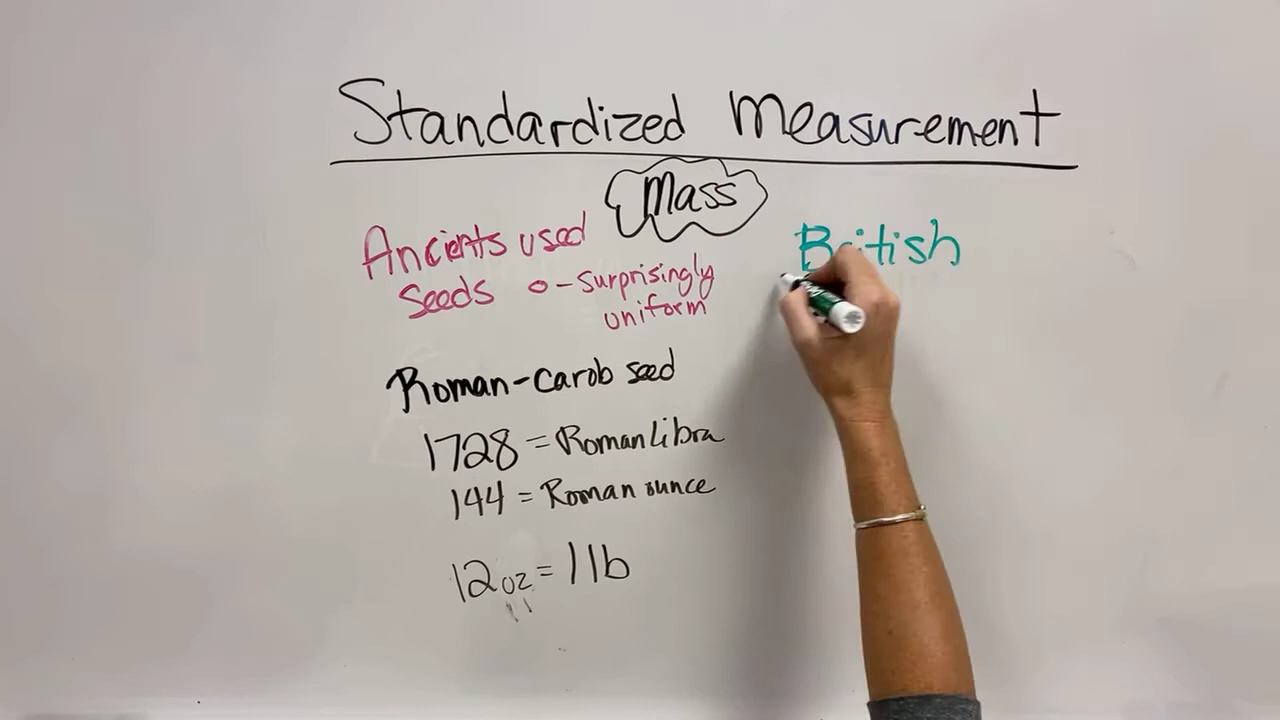 Standardized Measurement
Mass
Ancients used
seeds o - surprisingly
uniform
Roman - Carob seed
1728 = Roman Libra
144 = Roman ounce
12 oz = 1 lb
British